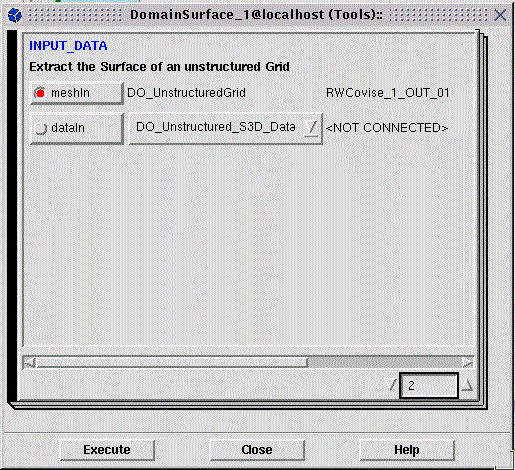 DomainSurface_1@localhost (Tools)::
INPUT_DATA
Extract the Surface of an unstructured Grid
meshIn DO_UnstructuredGrid RWCovise_1_OUT_01
dataIn DO_Unstructured_S3D_Data <NOT CONNECTED>
2
Execute Close Help